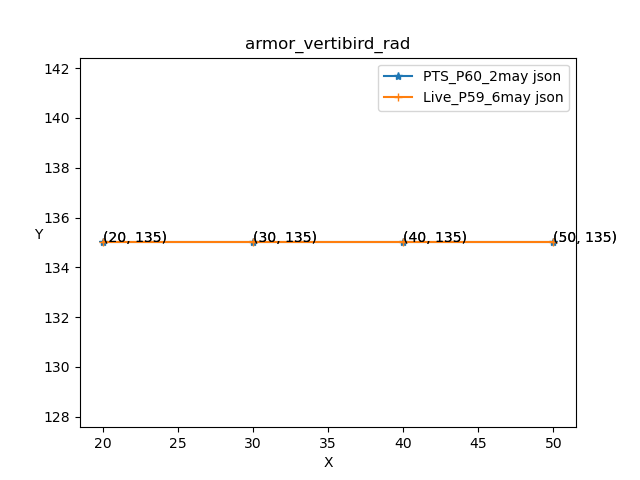 armor_vertibird_rad
PTS_P60_2may json
Live_P59_6may json
142
140
138
136
134
132
130
128
Y
(20, 135) (30, 135) (40, 135) (50, 135)
20 25 30 35 40 45 50
X